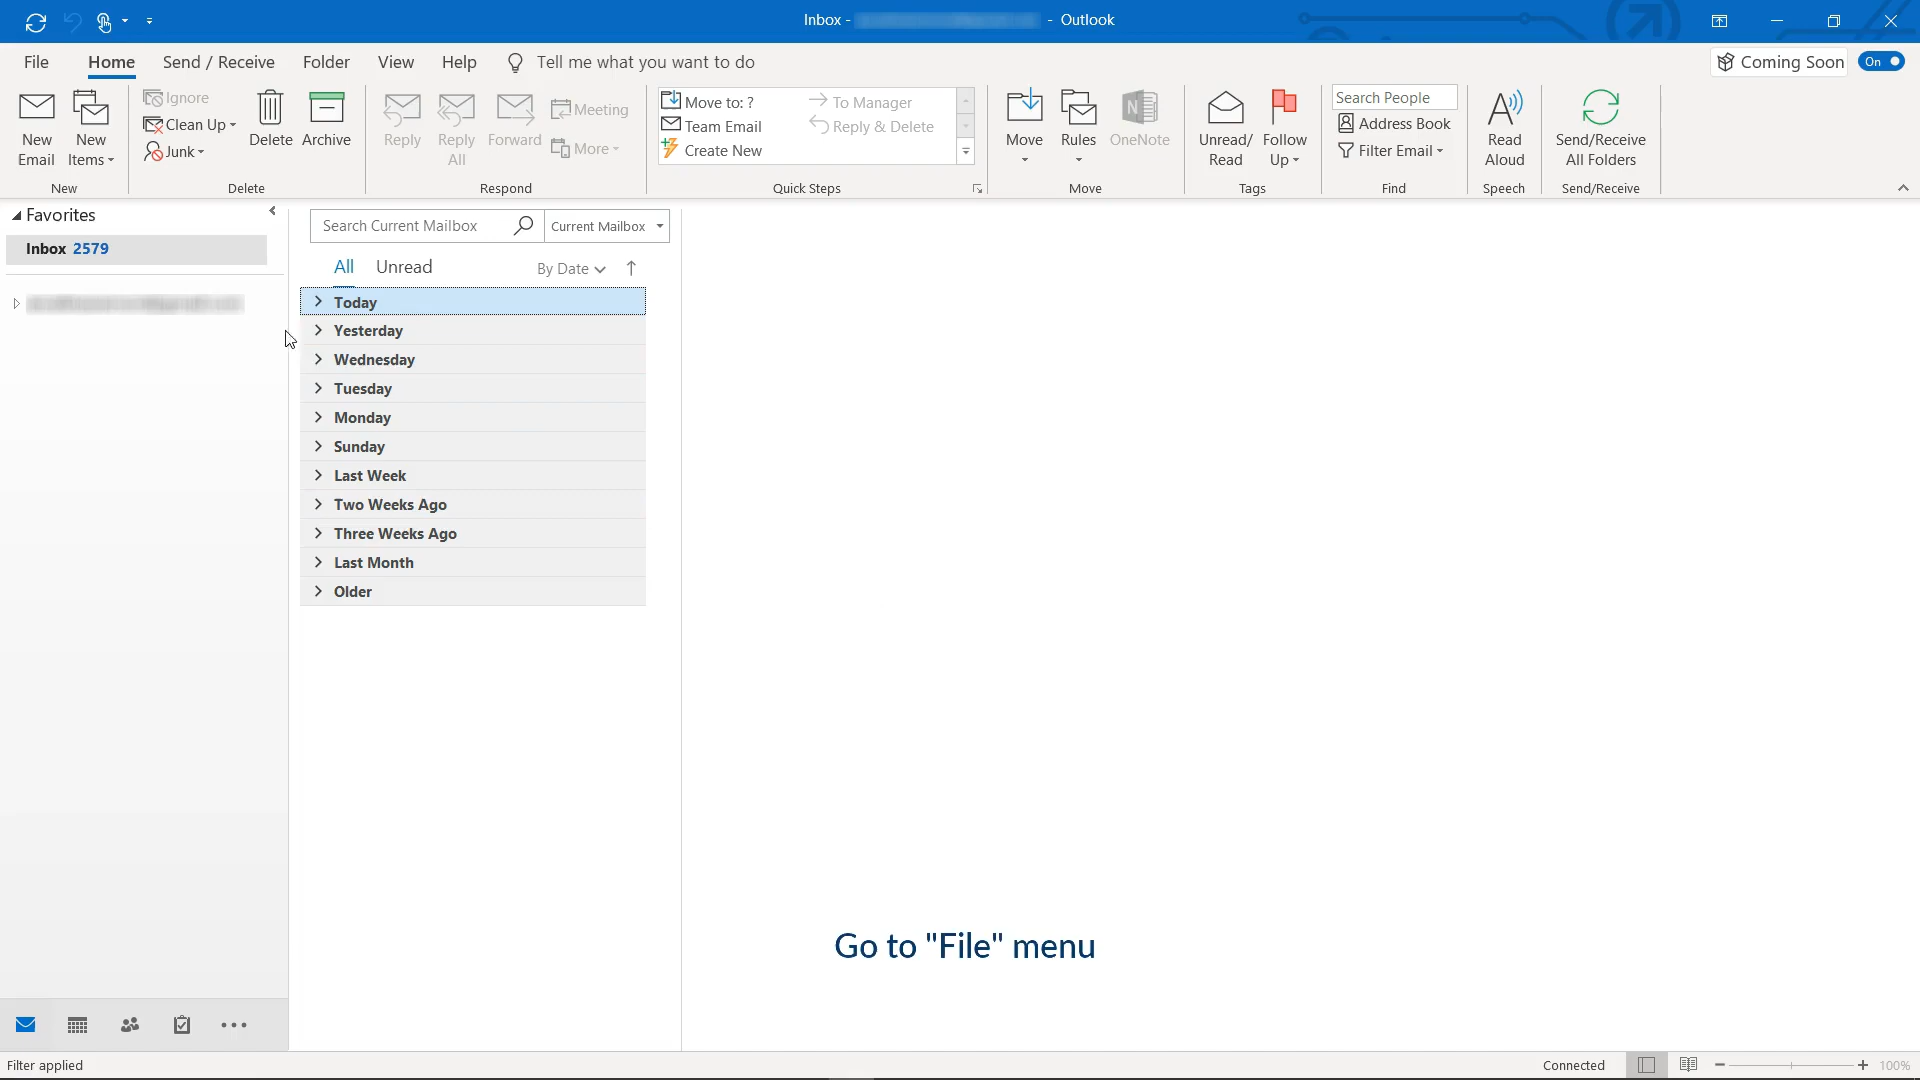 Inbox - - Outlook
File Home Send / Receive Folder View Help Tell me what you want to do Coming Soon On
New Email
New Items
New
Ignore
Clean Up
Junk
Delete
Archive
Delete
Reply
Reply All
Forward
Meeting
More
Respond
Move to: ?
Team Email
Create New
To Manager
Reply & Delete
Quick Steps
Move
Rules
OneNote
Move
Unread/ Read
Follow Up
Tags
Search People
Address Book
Filter Email
Find
Read Aloud
Speech
Send/Receive All Folders
Send/Receive
Favorites
Inbox 2579
Search Current Mailbox Current Mailbox
All Unread By Date
Today
Yesterday
Wednesday
Tuesday
Monday
Sunday
Last Week
Two Weeks Ago
Three Weeks Ago
Last Month
Older
Go to "File" menu
Filter applied Connected 100%